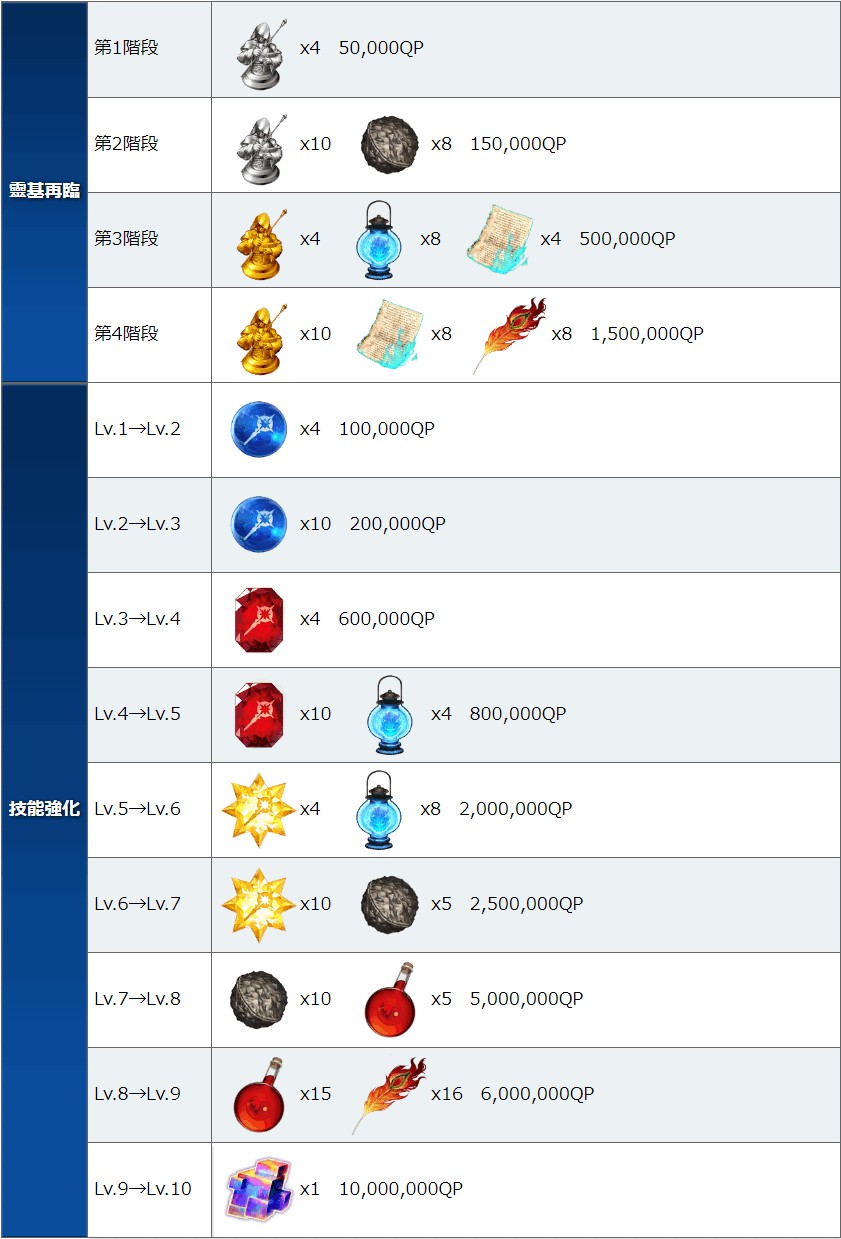 靈基再臨
第1階段 x4 50,000QP
第2階段 x10 x8 150,000QP
第3階段 x4 x8 x4 500,000QP
第4階段 x10 x8 x8 1,500,000QP
技能強化
Lv.1→Lv.2 x4 100,000QP
Lv.2→Lv.3 x10 200,000QP
Lv.3→Lv.4 x4 600,000QP
Lv.4→Lv.5 x10 x4 800,000QP
Lv.5→Lv.6 x4 x8 2,000,000QP
Lv.6→Lv.7 x10 x5 2,500,000QP
Lv.7→Lv.8 x10 x5 5,000,000QP
Lv.8→Lv.9 x15 x16 6,000,000QP
Lv.9→Lv.10 x1 10,000,000QP